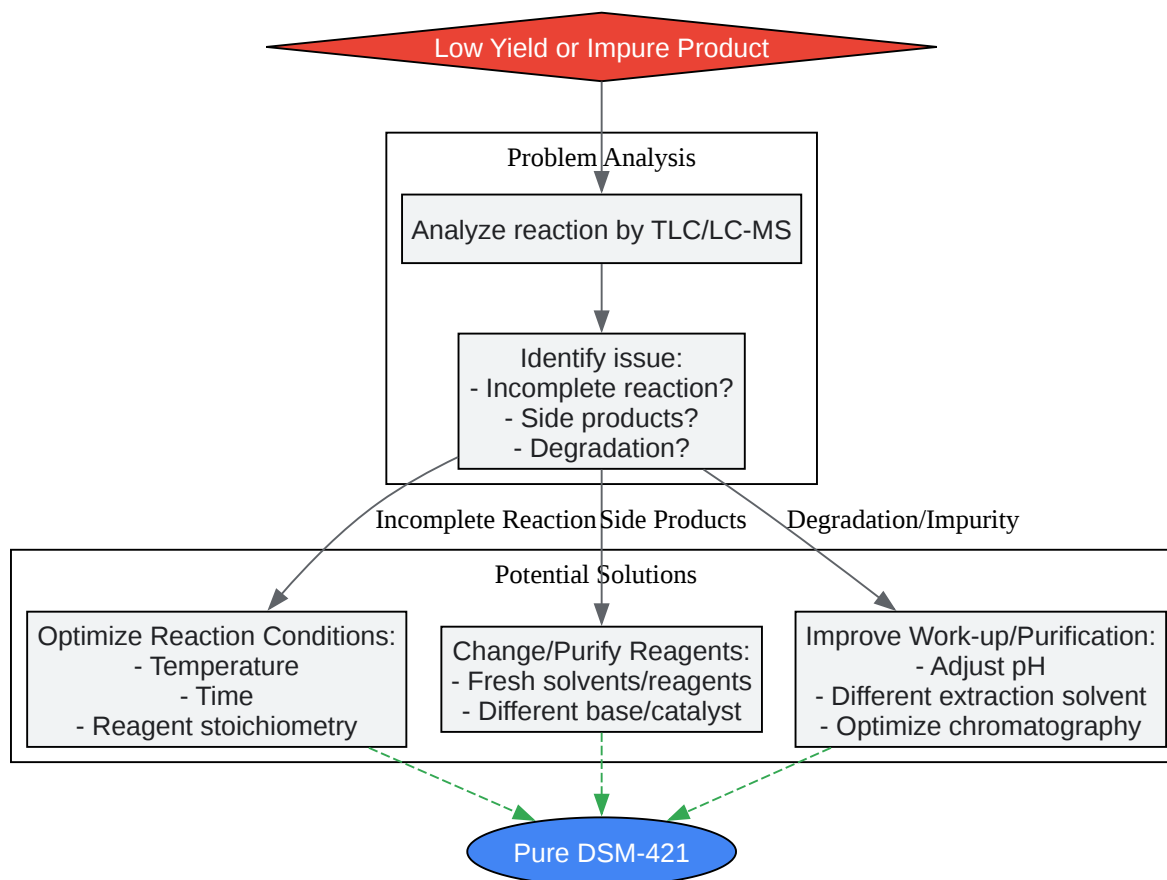 Low Yield or Impure Product
Problem Analysis
Analyze reaction by TLC/LC-MS
Identify issue:
- Incomplete reaction?
- Side products?
- Degradation?
Incomplete Reaction
Side Products
Degradation/Impurity
Potential Solutions
Optimize Reaction Conditions:
- Temperature
- Time
- Reagent stoichiometry
Change/Purify Reagents:
- Fresh solvents/reagents
- Different base/catalyst
Improve Work-up/Purification:
- Adjust pH
- Different extraction solvent
- Optimize chromatography
Pure DSM-421